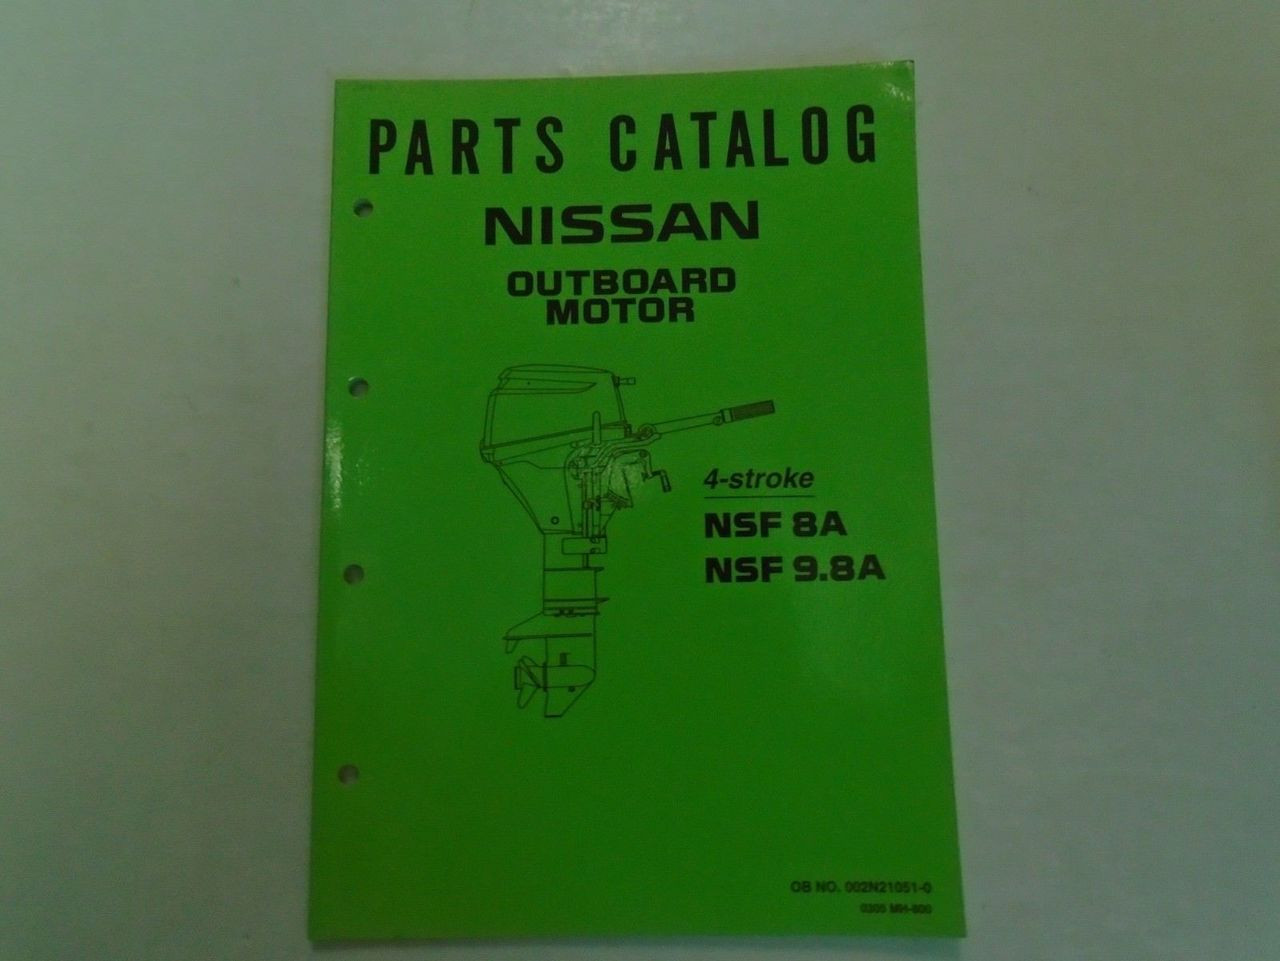 PARTS CATALOG
NISSAN
OUTBOARD
MOTOR
4-stroke
NSF 8A
NSF 9.8A
OB NO. 002N21051-0
0305 MH-800